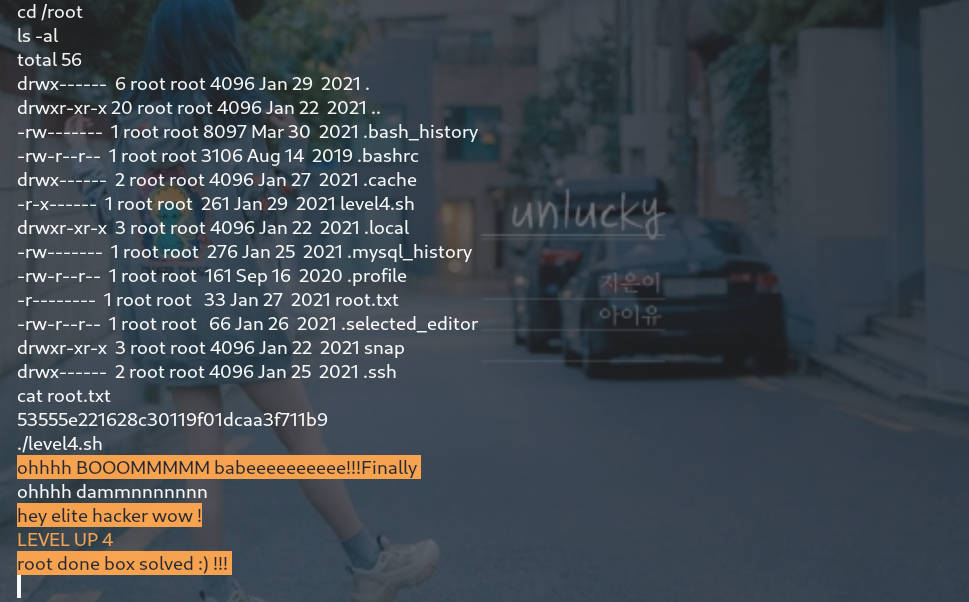 cd /root
ls -al
total 56
drwx------ 6 root root 4096 Jan 29 2021 .
drwxr-xr-x 20 root root 4096 Jan 22 2021 ..
-rw------- 1 root root 8097 Mar 30 2021 .bash_history
-rw-r--r-- 1 root root 3106 Aug 14 2019 .bashrc
drwx------ 2 root root 4096 Jan 27 2021 .cache
-r-x------ 1 root root 261 Jan 29 2021 level4.sh
drwxr-xr-x 3 root root 4096 Jan 22 2021 .local
-rw------- 1 root root 276 Jan 25 2021 .mysql_history
-rw-r--r-- 1 root root 161 Sep 16 2020 .profile
-r-------- 1 root root 33 Jan 27 2021 root.txt
-rw-r--r-- 1 root root 66 Jan 26 2021 .selected_editor
drwxr-xr-x 3 root root 4096 Jan 22 2021 snap
drwx------ 2 root root 4096 Jan 25 2021 .ssh
cat root.txt
53555e221628c30119f01dcaa3f711b9
./level4.sh
ohhhh BOOOMMMMM babeeeeeeeeee!!!Finally
ohhhh dammnnnnnnn
hey elite hacker wow !
LEVEL UP 4
root done box solved :) !!!
unlucky
지은이
아이유